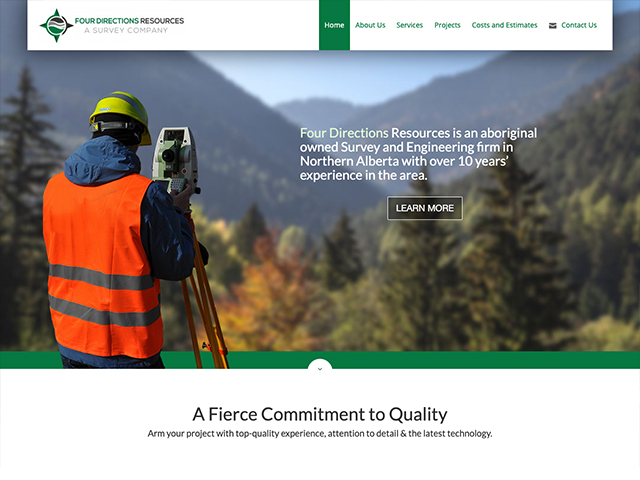 FOUR DIRECTIONS RESOURCES
A SURVEY COMPANY
Home About Us Services Projects Costs and Estimates Contact Us
Four Directions Resources is an aboriginal
owned Survey and Engineering firm in
Northern Alberta with over 10 years'
experience in the area.
LEARN MORE
A Fierce Commitment to Quality
Arm your project with top-quality experience, attention to detail & the latest technology.